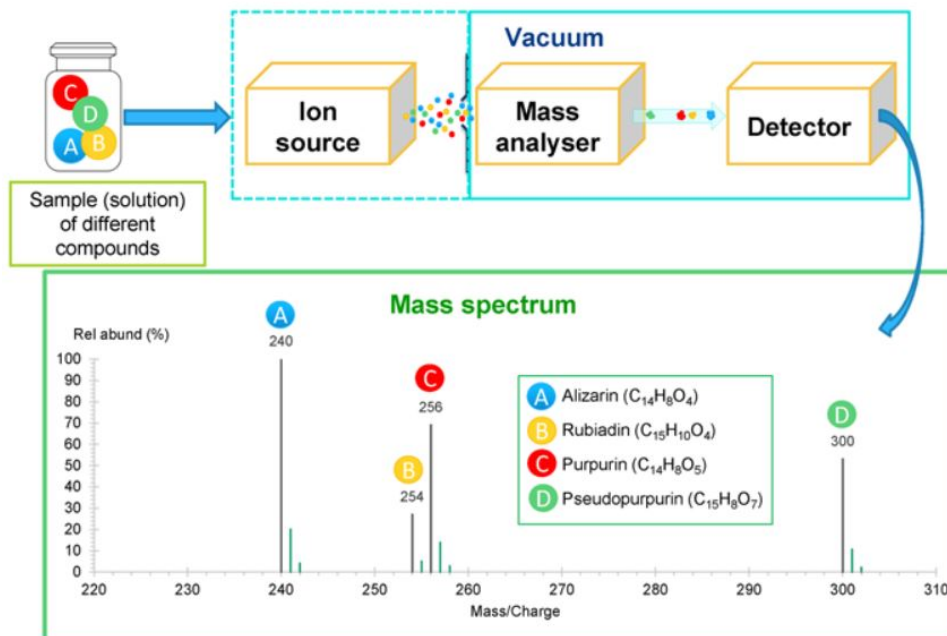 C
D
A
B
Sample (solution)
of different
compounds
Ion
source
Vacuum
Mass
analyser
Detector
Mass spectrum
Rel abund (%)
A
240
C
256
B
254
D
300
A Alizarin (C₁₄H₈O₄)
B Rubiadin (C₁₅H₁₀O₄)
C Purpurin (C₁₄H₈O₅)
D Pseudopurpurin (C₁₅H₈O₇)
100
90
80
70
60
50
40
30
20
10
0
220 230 240 250 260 270 280 290 300 310
Mass/Charge